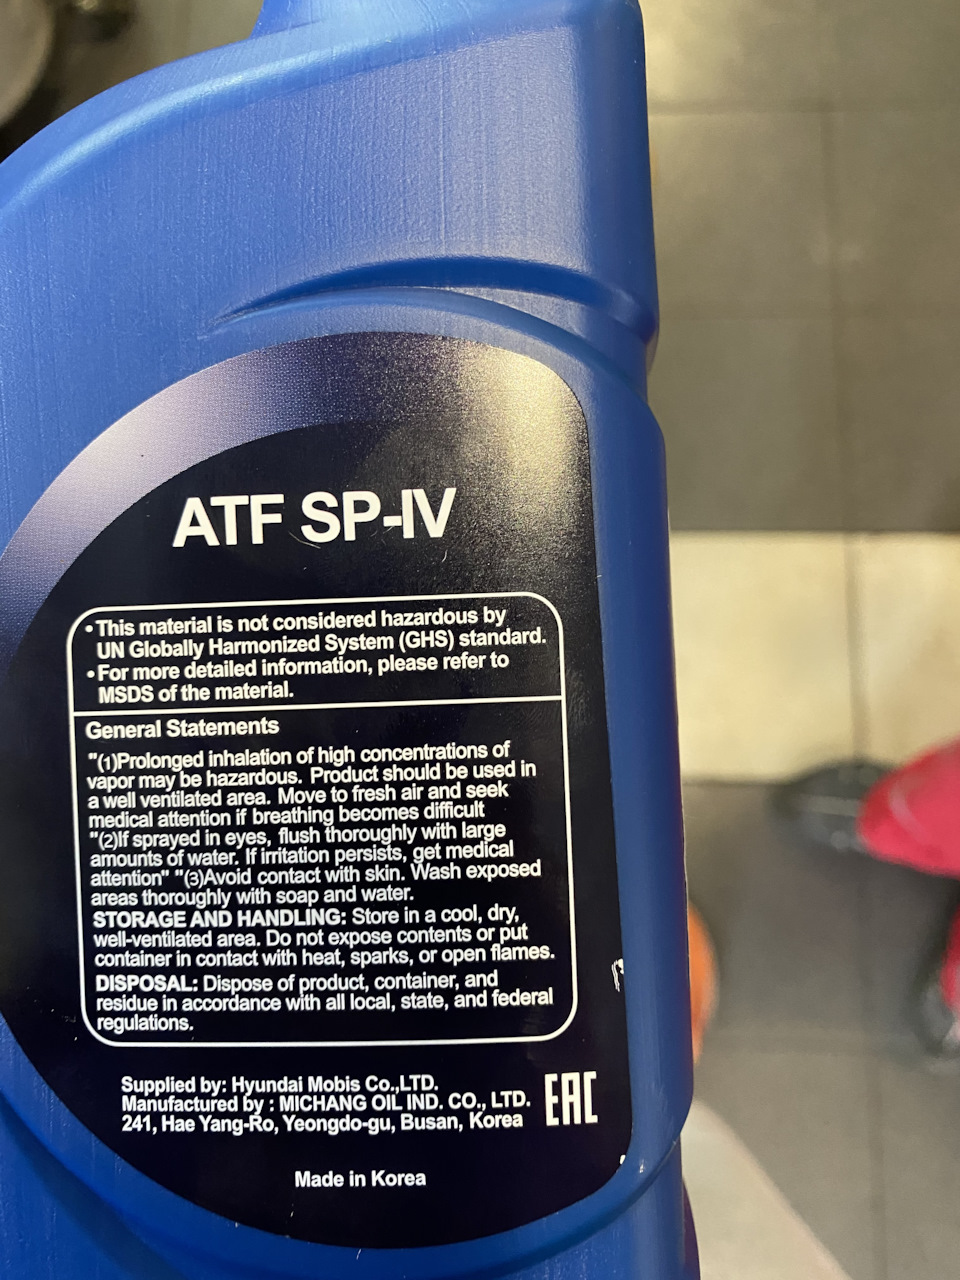 ATF SP-IV
• This material is not considered hazardous by
UN Globally Harmonized System (GHS) standard.
• For more detailed information, please refer to
MSDS of the material.
General Statements
"(1)Prolonged inhalation of high concentrations of
vapor may be hazardous. Product should be used in
a well ventilated area. Move to fresh air and seek
medical attention if breathing becomes difficult
"(2)If sprayed in eyes, flush thoroughly with large
amounts of water. If irritation persists, get medical
attention" "(3)Avoid contact with skin. Wash exposed
areas thoroughly with soap and water.
STORAGE AND HANDLING: Store in a cool, dry,
well-ventilated area. Do not expose contents or put
container in contact with heat, sparks, or open flames.
DISPOSAL: Dispose of product, container, and
residue in accordance with all local, state, and federal
regulations.
Supplied by: Hyundai Mobis Co.,LTD.
Manufactured by : MICHANG OIL IND. CO., LTD.
241, Hae Yang-Ro, Yeongdo-gu, Busan, Korea
EAC
Made in Korea